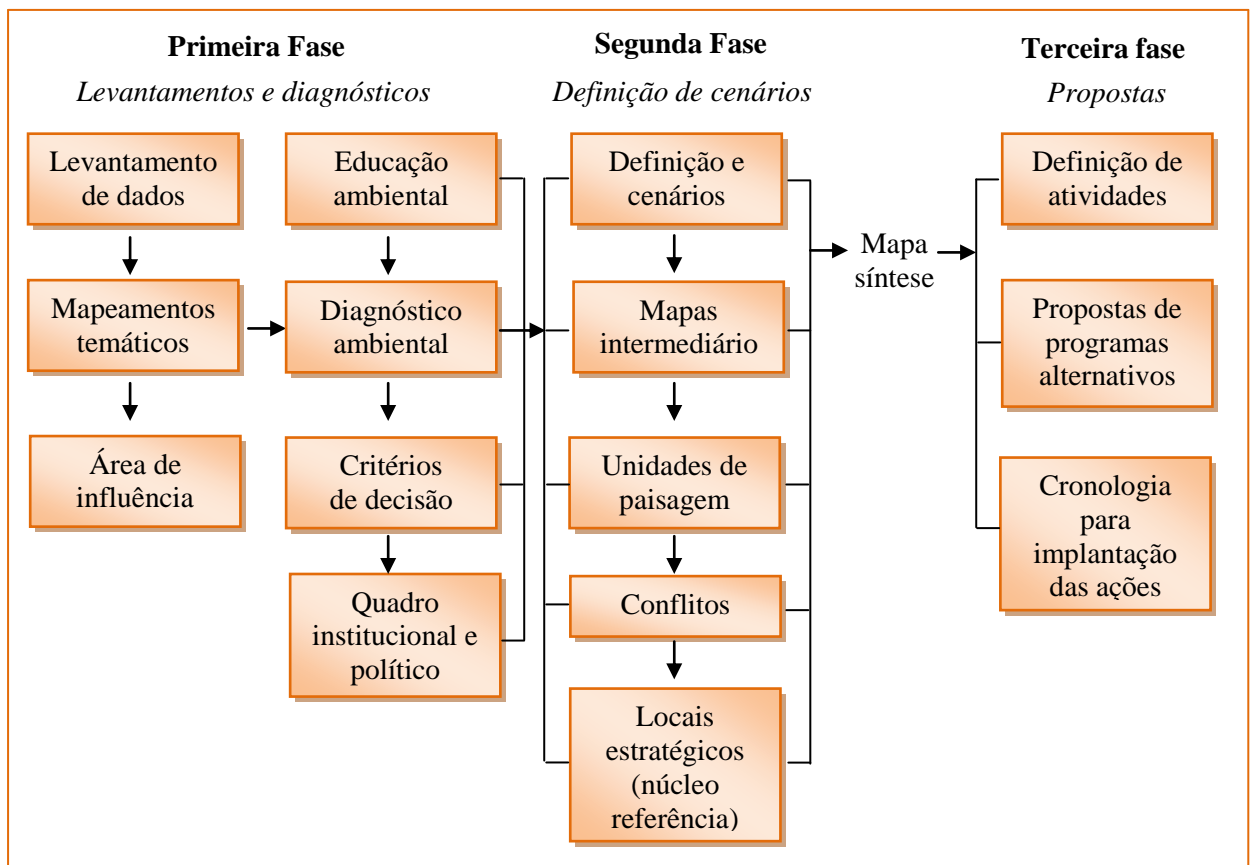 Primeira Fase
Levantamentos e diagnósticos
Levantamento
de dados
Mapeamentos
temáticos
Área de
influência
Educação
ambiental
Diagnóstico
ambiental
Critérios
de decisão
Quadro
institucional e
político
Segunda Fase
Definição de cenários
Definição e
cenários
Mapas
intermediário
Unidades de
paisagem
Conflitos
Locais
estratégicos
(núcleo
referência)
Mapa
síntese
Terceira fase
Propostas
Definição de
atividades
Propostas de
programas
alternativos
Cronologia
para
implantação
das ações